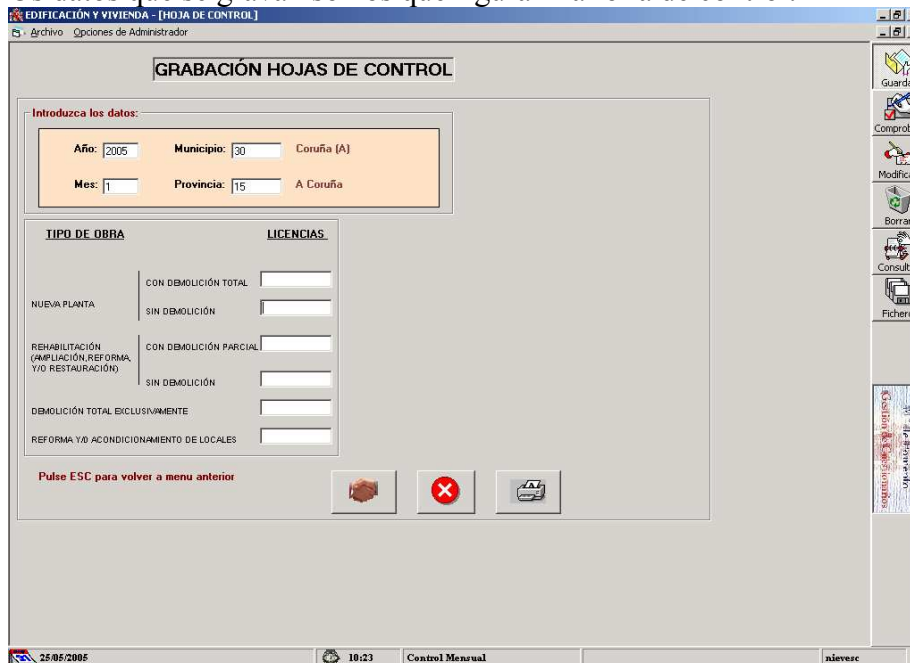 EDIFICACIÓN Y VIVIENDA - [HOJA DE CONTROL]
Archivo Opciones de Administrador
GRABACIÓN HOJAS DE CONTROL
Introduzca los datos:
Año: 2005 Municipio: 30 Coruña (A)
Mes: 1 Provincia: 15 A Coruña
TIPO DE OBRA LICENCIAS
CON DEMOLICIÓN TOTAL
NUEVA PLANTA
SIN DEMOLICIÓN
REHABILITACIÓN
(AMPLIACIÓN,REFORMA,
Y/O RESTAURACIÓN)
CON DEMOLICIÓN PARCIAL
SIN DEMOLICIÓN
DEMOLICIÓN TOTAL EXCLUSIVAMENTE
REFORMA Y/O ACONDICIONAMIENTO DE LOCALES
Pulse ESC para volver a menu anterior
Guarda
Comprob
Modifica
Borrar
Consult
Fichero
25/05/2005 10:23 Control Mensual nievesc